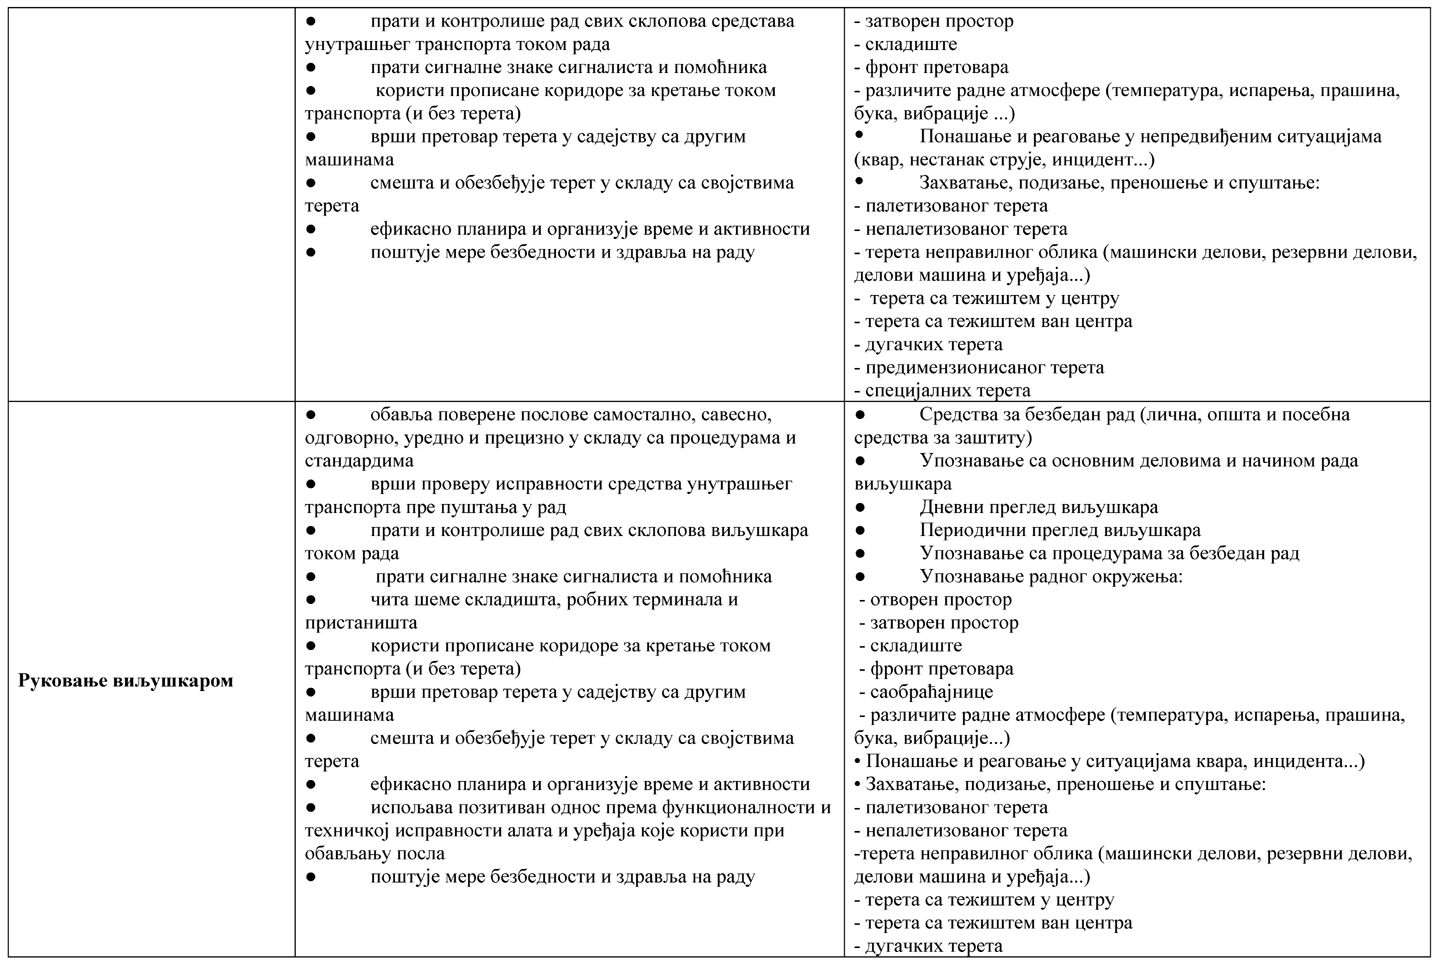 ● прати и контролише рад свих склопова средстава
унутрашњег транспорта током рада
● прати сигналне знаке сигналиста и помоћника
● користи прописане коридоре за кретање током
транспорта (и без терета)
● врши претовар терета у садејству са другим
машинама
● смешта и обезбеђује терет у складу са својствима
терета
● ефикасно планира и организује време и активности
● поштује мере безбедности и здравља на раду
- затворен простор
- складиште
- фронт претовара
- различите радне атмосфере (температура, испарења, прашина,
бука, вибрације ...)
• Понашање и реаговање у непредвиђеним ситуацијама
(квар, нестанак струје, инцидент...)
• Захватање, подизање, преношење и спуштање:
- палетизованог терета
- непалетизованог терета
- терета неправилног облика (машински делови, резервни делови,
делови машина и уређаја...)
- терета са тежиштем у центру
- терета са тежиштем ван центра
- дугачких терета
- предимензионисаног терета
- специјалних терета
Руковање виљушкаром
● обавља поверене послове самостално, савесно,
одговорно, уредно и прецизно у складу са процедурама и
стандардима
● врши проверу исправности средства унутрашњег
транспорта пре пуштања у рад
● прати и контролише рад свих склопова виљушкара
током рада
● прати сигналне знаке сигналиста и помоћника
● чита шеме складишта, робних терминала и
пристаништа
● користи прописане коридоре за кретање током
транспорта (и без терета)
● врши претовар терета у садејству са другим
машинама
● смешта и обезбеђује терет у складу са својствима
терета
● ефикасно планира и организује време и активности
● испољава позитиван однос према функционалности и
техничкој исправности алата и уређаја које користи при
обављању посла
● поштује мере безбедности и здравља на раду
● Средства за безбедан рад (лична, општа и посебна
средства за заштиту)
● Упознавање са основним деловима и начином рада
виљушкара
● Дневни преглед виљушкара
● Периодични преглед виљушкара
● Упознавање са процедурама за безбедан рад
● Упознавање радног окружења:
- отворен простор
- затворен простор
- складиште
- фронт претовара
- саобраћајнице
- различите радне атмосфере (температура, испарења, прашина,
бука, вибрације...)
• Понашање и реаговање у ситуацијама квара, инцидента...)
• Захватање, подизање, преношење и спуштање:
- палетизованог терета
- непалетизованог терета
-терета неправилног облика (машински делови, резервни делови,
делови машина и уређаја...)
- терета са тежиштем у центру
- терета са тежиштем ван центра
- дугачких терета